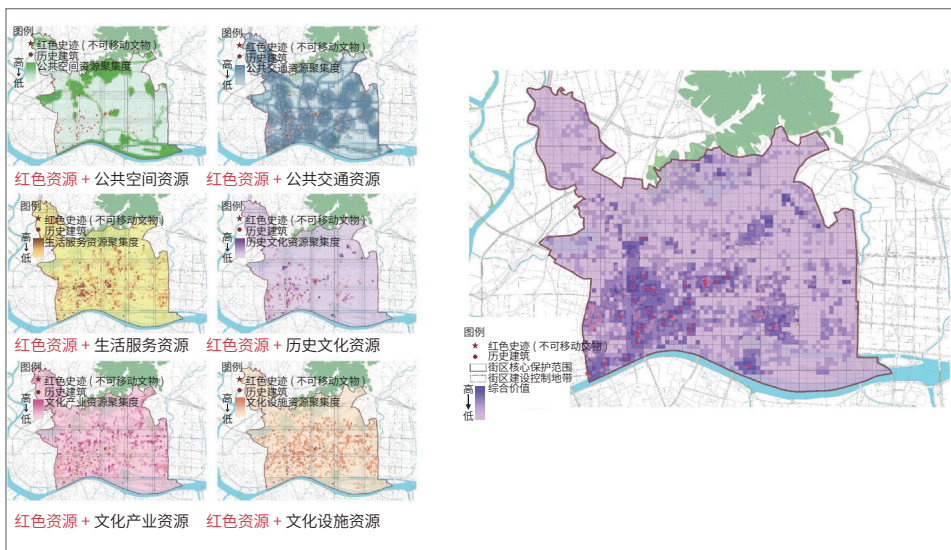 图例
红色史迹 ( 不可移动文物 )
历史建筑
高 公共空间资源聚集度
低
红色资源 + 公共空间资源
图例
红色史迹 ( 不可移动文物 )
历史建筑
高 公共交通资源聚集度
低
红色资源 + 公共交通资源
图例
红色史迹 ( 不可移动文物 )
历史建筑
高 生活服务资源聚集度
低
红色资源 + 生活服务资源
图例
红色史迹 ( 不可移动文物 )
历史建筑
高 历史文化资源聚集度
低
红色资源 + 历史文化资源
图例
红色史迹 ( 不可移动文物 )
历史建筑
高 文化产业资源聚集度
低
红色资源 + 文化产业资源
图例
红色史迹 ( 不可移动文物 )
历史建筑
高 文化设施资源聚集度
低
红色资源 + 文化设施资源
图例
红色史迹 ( 不可移动文物 )
历史建筑
街区核心保护范围
街区建设控制地带
高 综合价值
低